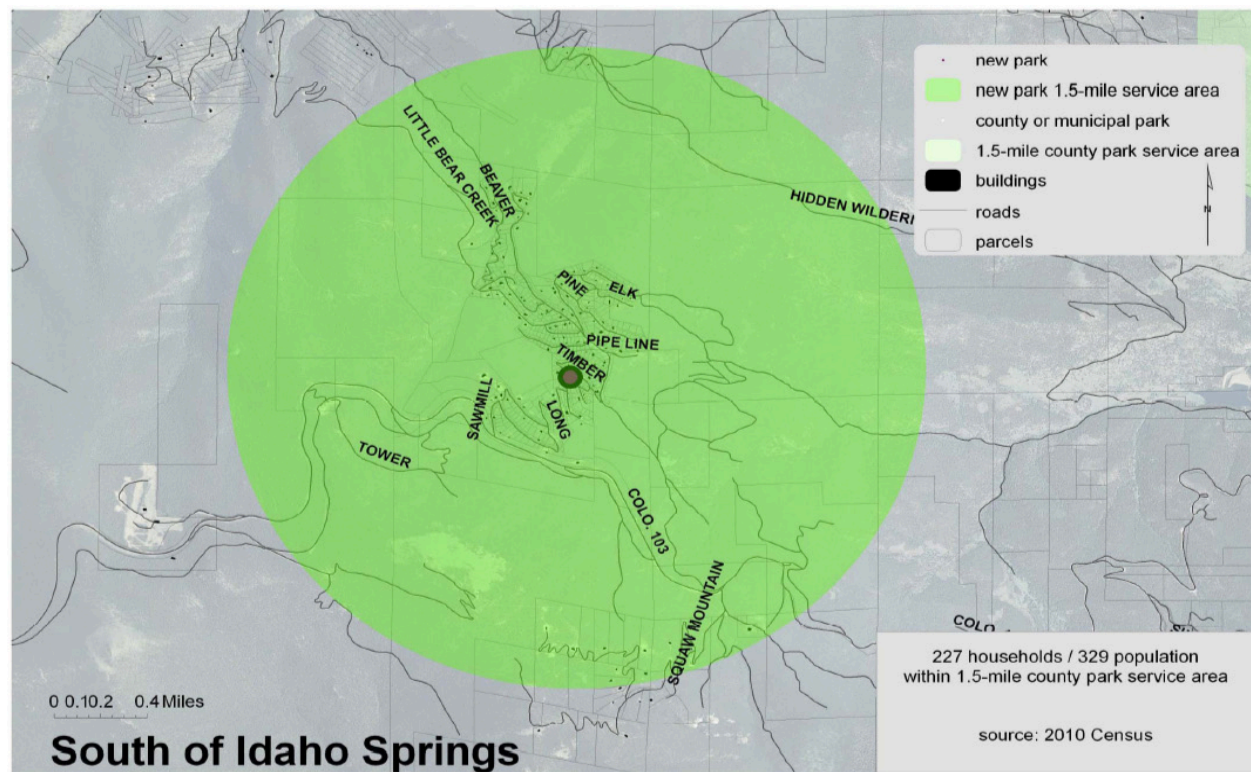 new park
new park 1.5-mile service area
county or municipal park
1.5-mile county park service area
buildings
roads
parcels
N
LITTLE BEAR CREEK
BEAVER
HIDDEN WILDERI
PINE
ELK
PIPE LINE
TIMBER
SAWMILL
LONG
TOWER
COLO. 103
SQUAW MOUNTAIN
COLO.
227 households / 329 population
within 1.5-mile county park service area
source: 2010 Census
0 0.10.2 0.4 Miles
South of Idaho Springs